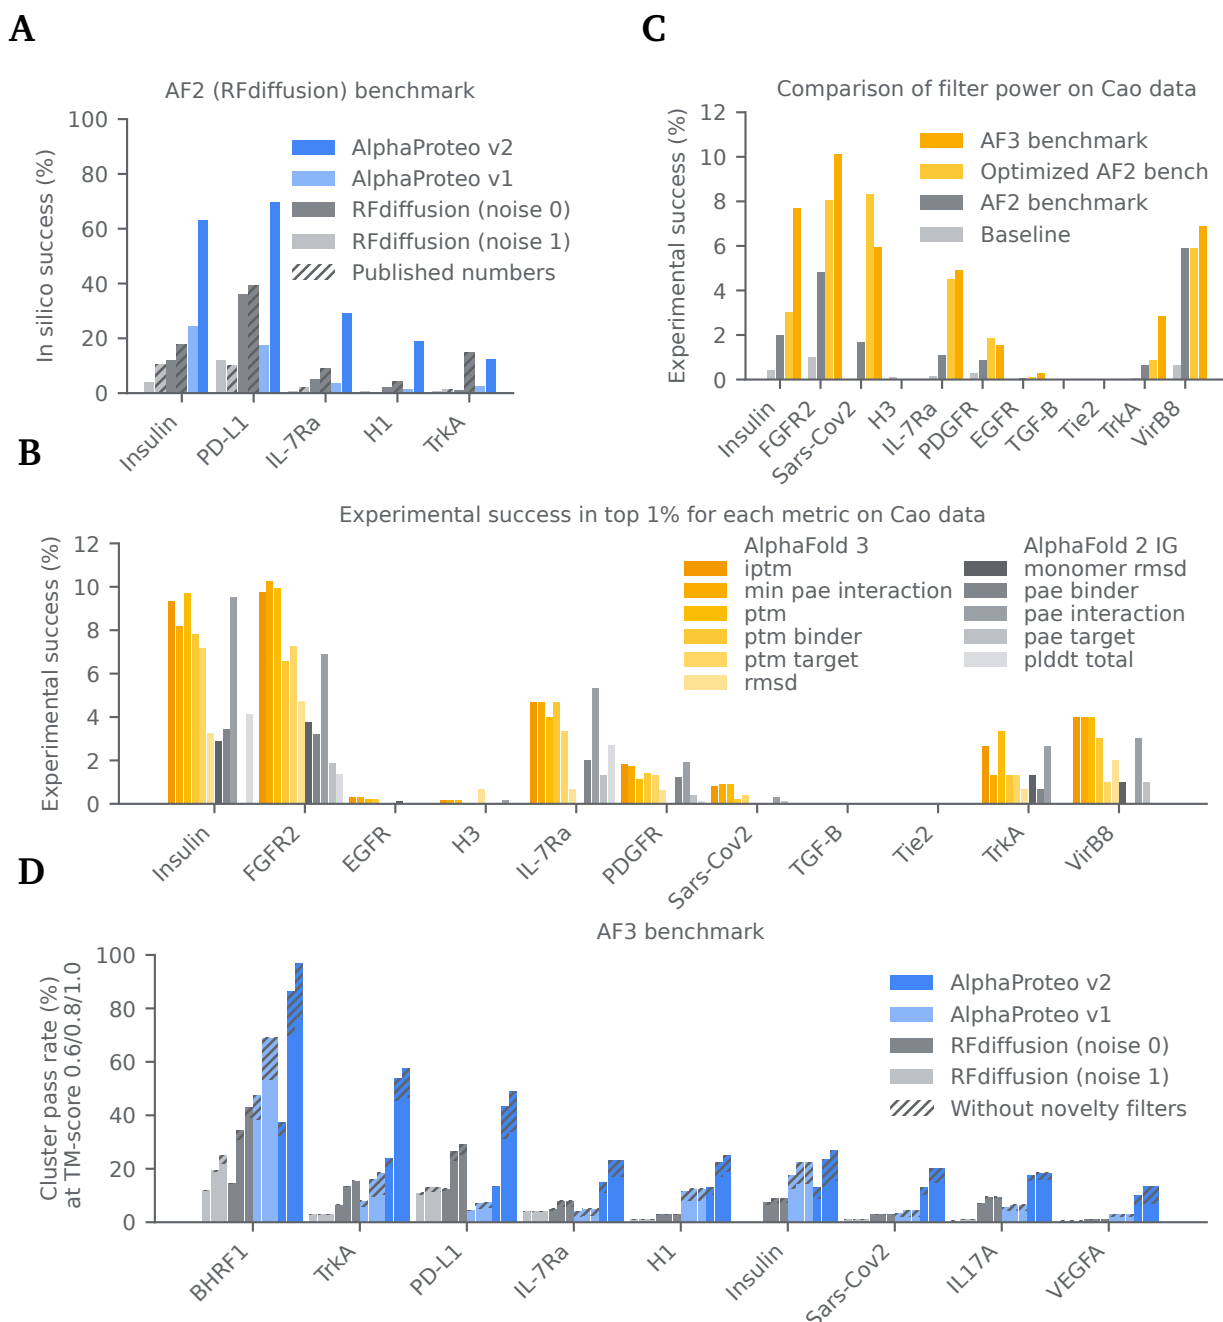 A
AF2 (RFdiffusion) benchmark
In silico success (%)
100
80
60
40
20
0
AlphaProteo v2
AlphaProteo v1
RFdiffusion (noise 0)
RFdiffusion (noise 1)
Published numbers
Insulin
PD-L1
IL-7Ra
H1
TrkA
C
Comparison of filter power on Cao data
Experimental success (%)
12
10
8
6
4
2
0
AF3 benchmark
Optimized AF2 bench
AF2 benchmark
Baseline
Insulin
FGFR2
Sars-Cov2
H3
IL-7Ra
PDGFR
EGFR
TGF-B
Tie2
TrkA
VirB8
B
Experimental success in top 1% for each metric on Cao data
Experimental success (%)
12
10
8
6
4
2
0
AlphaFold 3
iptm
min pae interaction
ptm
ptm binder
ptm target
rmsd
AlphaFold 2 IG
monomer rmsd
pae binder
pae interaction
pae target
plddt total
Insulin
FGFR2
EGFR
H3
IL-7Ra
PDGFR
Sars-Cov2
TGF-B
Tie2
TrkA
VirB8
D
AF3 benchmark
Cluster pass rate (%)
at TM-score 0.6/0.8/1.0
100
80
60
40
20
0
AlphaProteo v2
AlphaProteo v1
RFdiffusion (noise 0)
RFdiffusion (noise 1)
Without novelty filters
BHRF1
TrkA
PD-L1
IL-7Ra
H1
Insulin
Sars-Cov2
IL17A
VEGFA